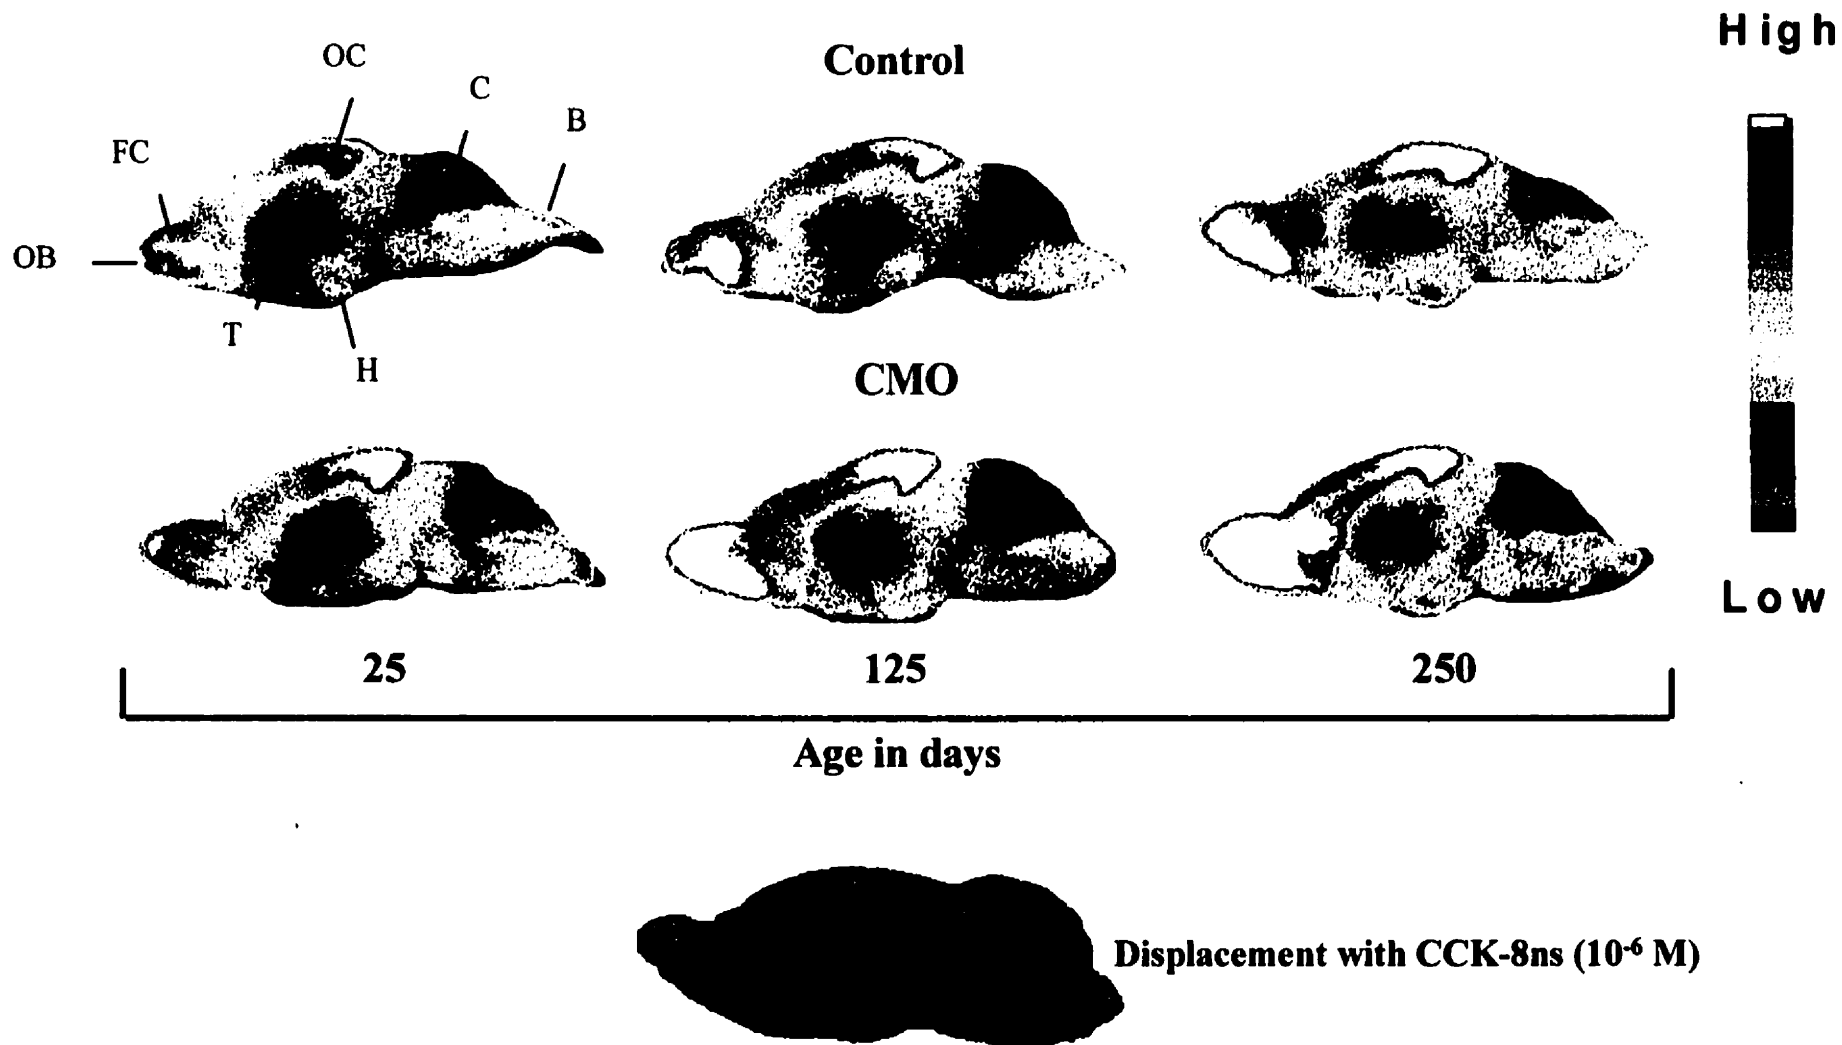 High
OC
Control
C
B
FC
OB
T
H
CMO
Low
25 125 250
Age in days
Displacement with CCK-8ns (10⁻⁶ M)